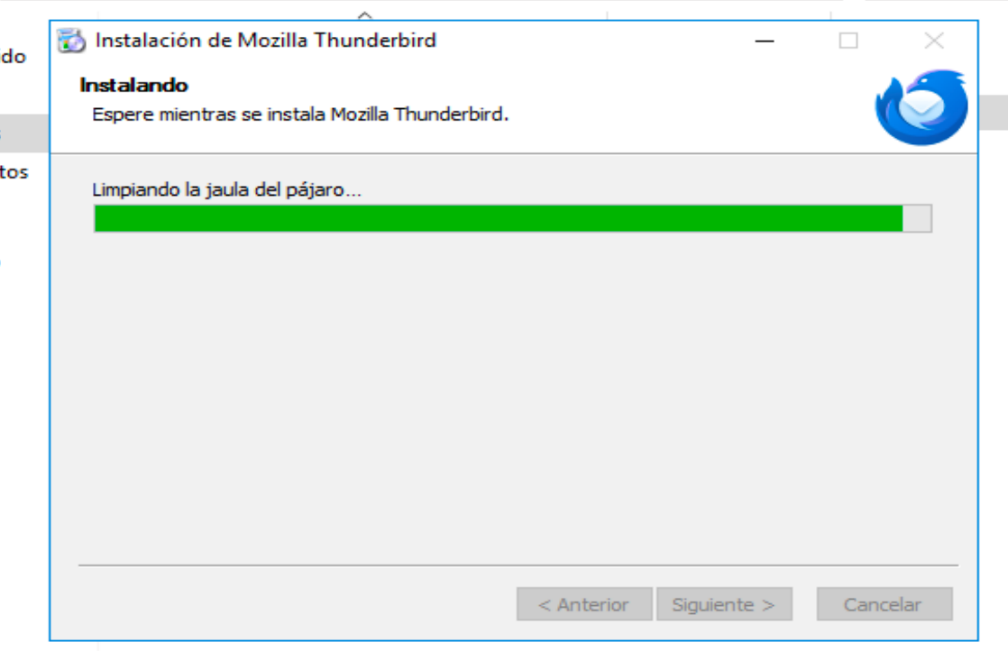 Instalación de Mozilla Thunderbird
Instalando
Espere mientras se instala Mozilla Thunderbird.
Limpiando la jaula del pájaro...
< Anterior
Siguiente >
Cancelar